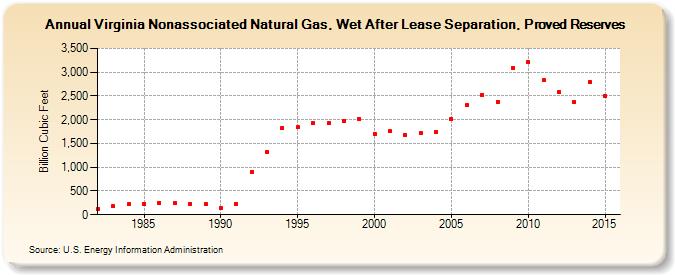 Annual Virginia Nonassociated Natural Gas, Wet After Lease Separation, Proved Reserves
Billion Cubic Feet
3,500
3,000
2,500
2,000
1,500
1,000
500
0
1985 1990 1995 2000 2005 2010 2015
Source: U.S. Energy Information Administration